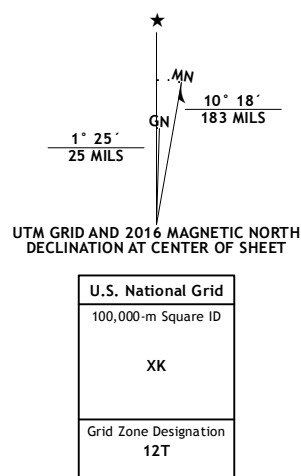 ★
MN
GN
10° 18´
183 MILS
1° 25´
25 MILS
UTM GRID AND 2016 MAGNETIC NORTH
DECLINATION AT CENTER OF SHEET
U.S. National Grid
100,000-m Square ID
XK
Grid Zone Designation
12T